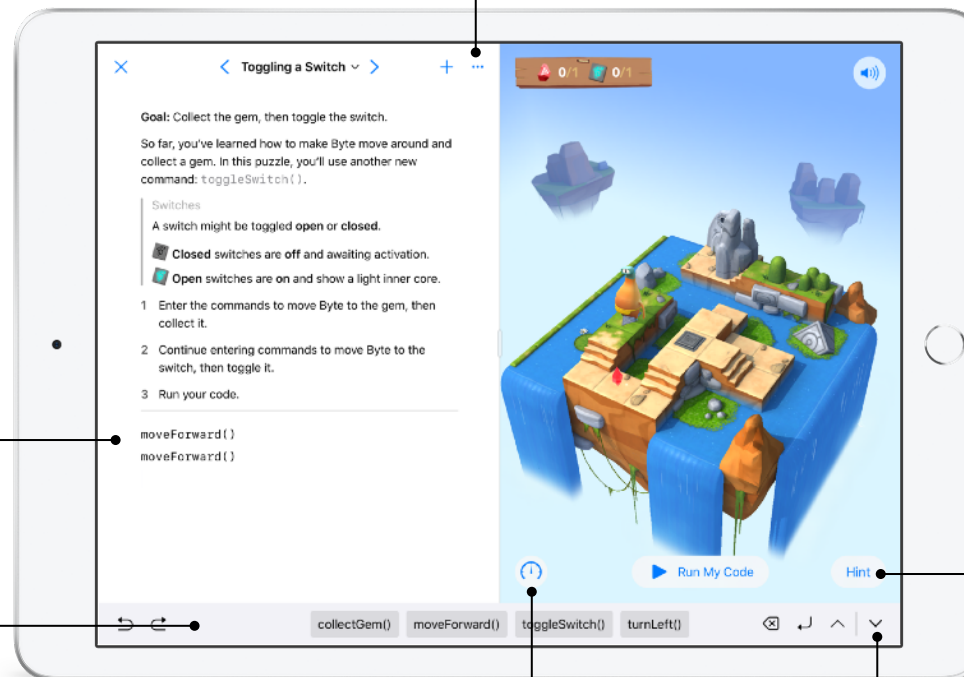 Toggling a Switch
0/1 0/1
Goal: Collect the gem, then toggle the switch.
So far, you've learned how to make Byte move around and
collect a gem. In this puzzle, you'll use another new
command: toggleSwitch().
Switches
A switch might be toggled open or closed.
Closed switches are off and awaiting activation.
Open switches are on and show a light inner core.
1 Enter the commands to move Byte to the gem, then
collect it.
2 Continue entering commands to move Byte to the
switch, then toggle it.
3 Run your code.
moveForward()
moveForward()
Run My Code
Hint
collectGem() moveForward() toggleSwitch() turnLeft()